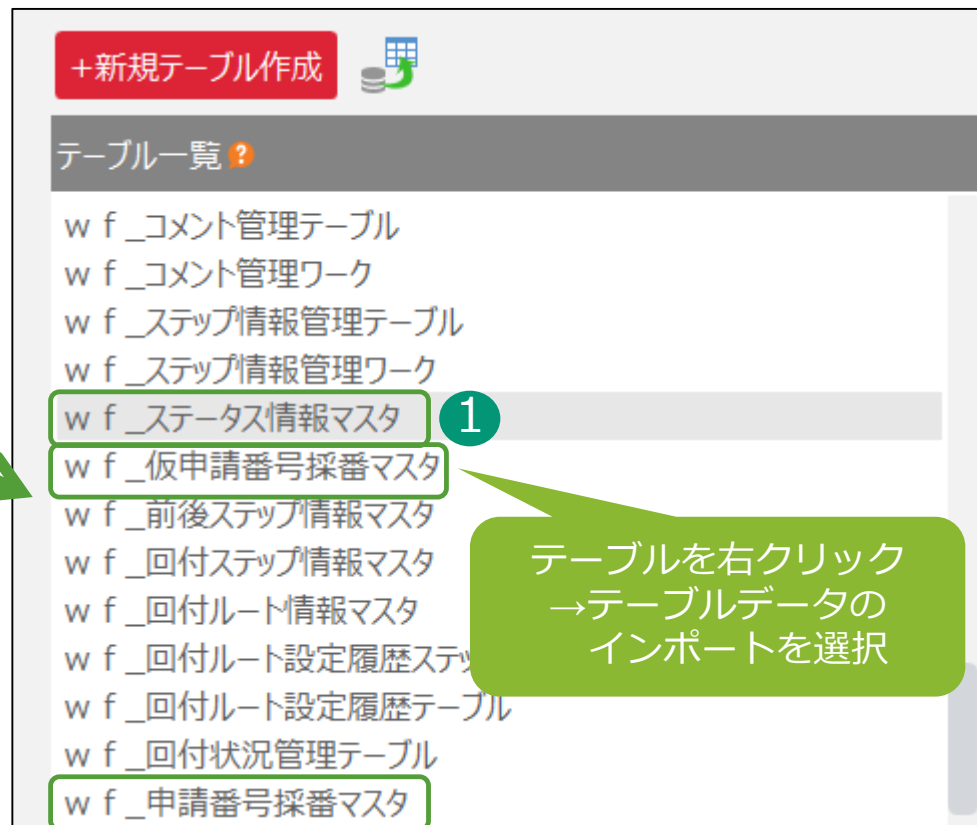 +新規テーブル作成
テーブル一覧?
ｗｆ_コメント管理テーブル
ｗｆ_コメント管理ワーク
ｗｆ_ステップ情報管理テーブル
ｗｆ_ステップ情報管理ワーク
ｗｆ_ステータス情報マスタ
1
ｗｆ_仮申請番号採番マスタ
ｗｆ_前後ステップ情報マスタ
ｗｆ_回付ステップ情報マスタ
ｗｆ_回付ルート情報マスタ
ｗｆ_回付ルート設定履歴ステッ
ｗｆ_回付ルート設定履歴テーブル
ｗｆ_回付状況管理テーブル
ｗｆ_申請番号採番マスタ
テーブルを右クリック
→テーブルデータの
インポートを選択